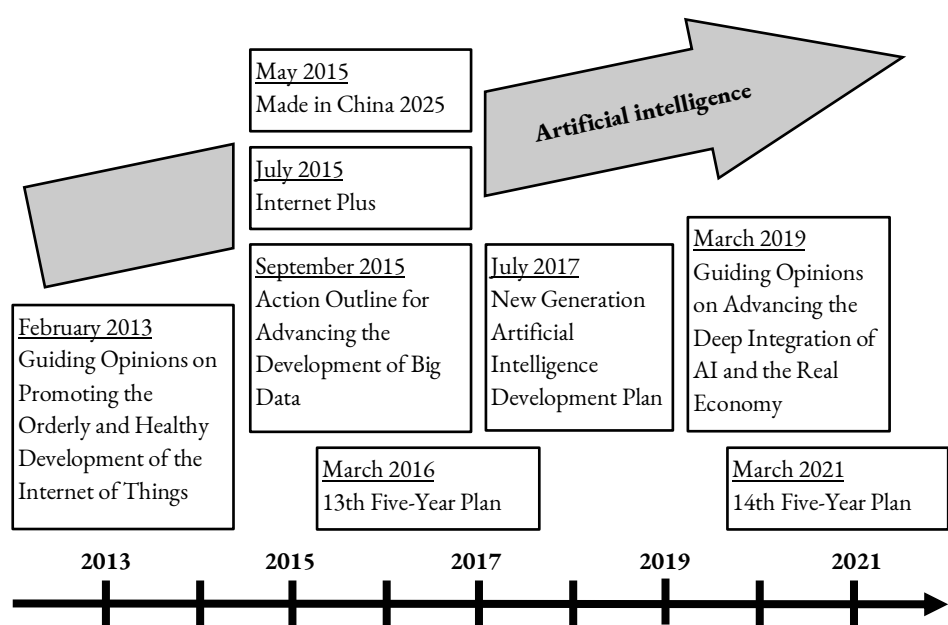 May 2015
Made in China 2025
Artificial intelligence
July 2015
Internet Plus
February 2013
Guiding Opinions on
Promoting the
Orderly and Healthy
Development of the
Internet of Things
September 2015
Action Outline for
Advancing the
Development of Big
Data
July 2017
New Generation
Artificial
Intelligence
Development Plan
March 2019
Guiding Opinions
on Advancing the
Deep Integration of
AI and the Real
Economy
March 2016
13th Five-Year Plan
March 2021
14th Five-Year Plan
2013
2015
2017
2019
2021